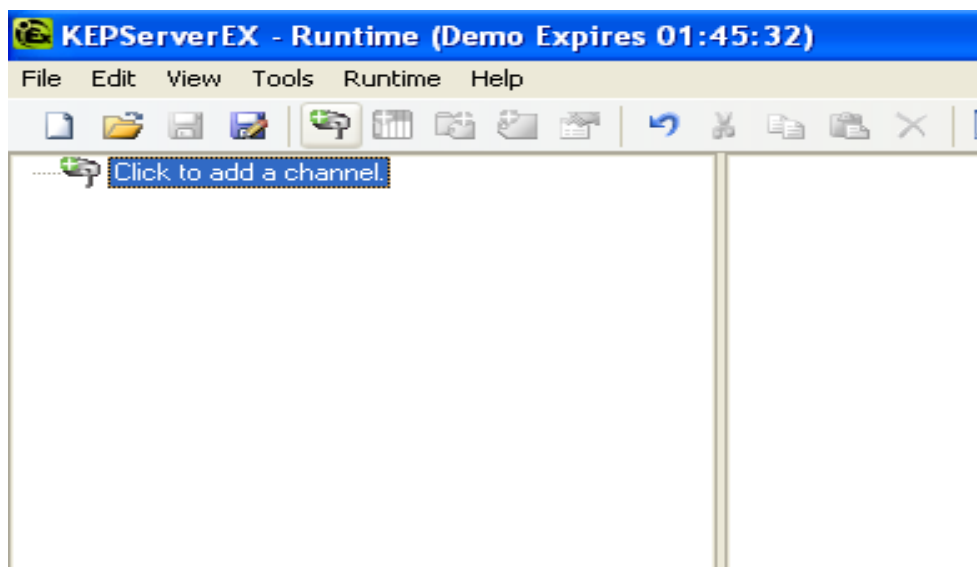 KEPServerEX - Runtime (Demo Expires 01:45:32)
File Edit View Tools Runtime Help
Click to add a channel.